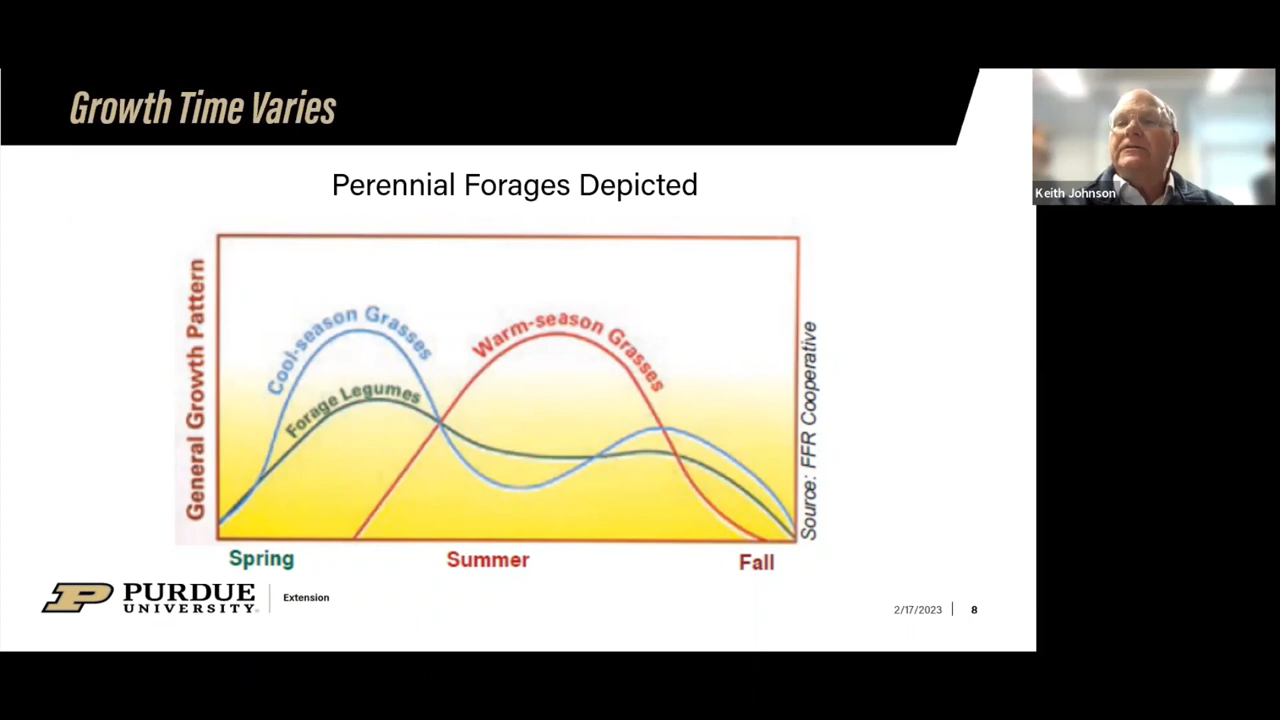 Growth Time Varies
Keith Johnson
Perennial Forages Depicted
General Growth Pattern
Cool-season Grasses
Forage Legumes
Warm-season Grasses
Source: FFR Cooperative
Spring
Summer
Fall
P PURDUE
UNIVERSITY
Extension
2/17/2023 | 8